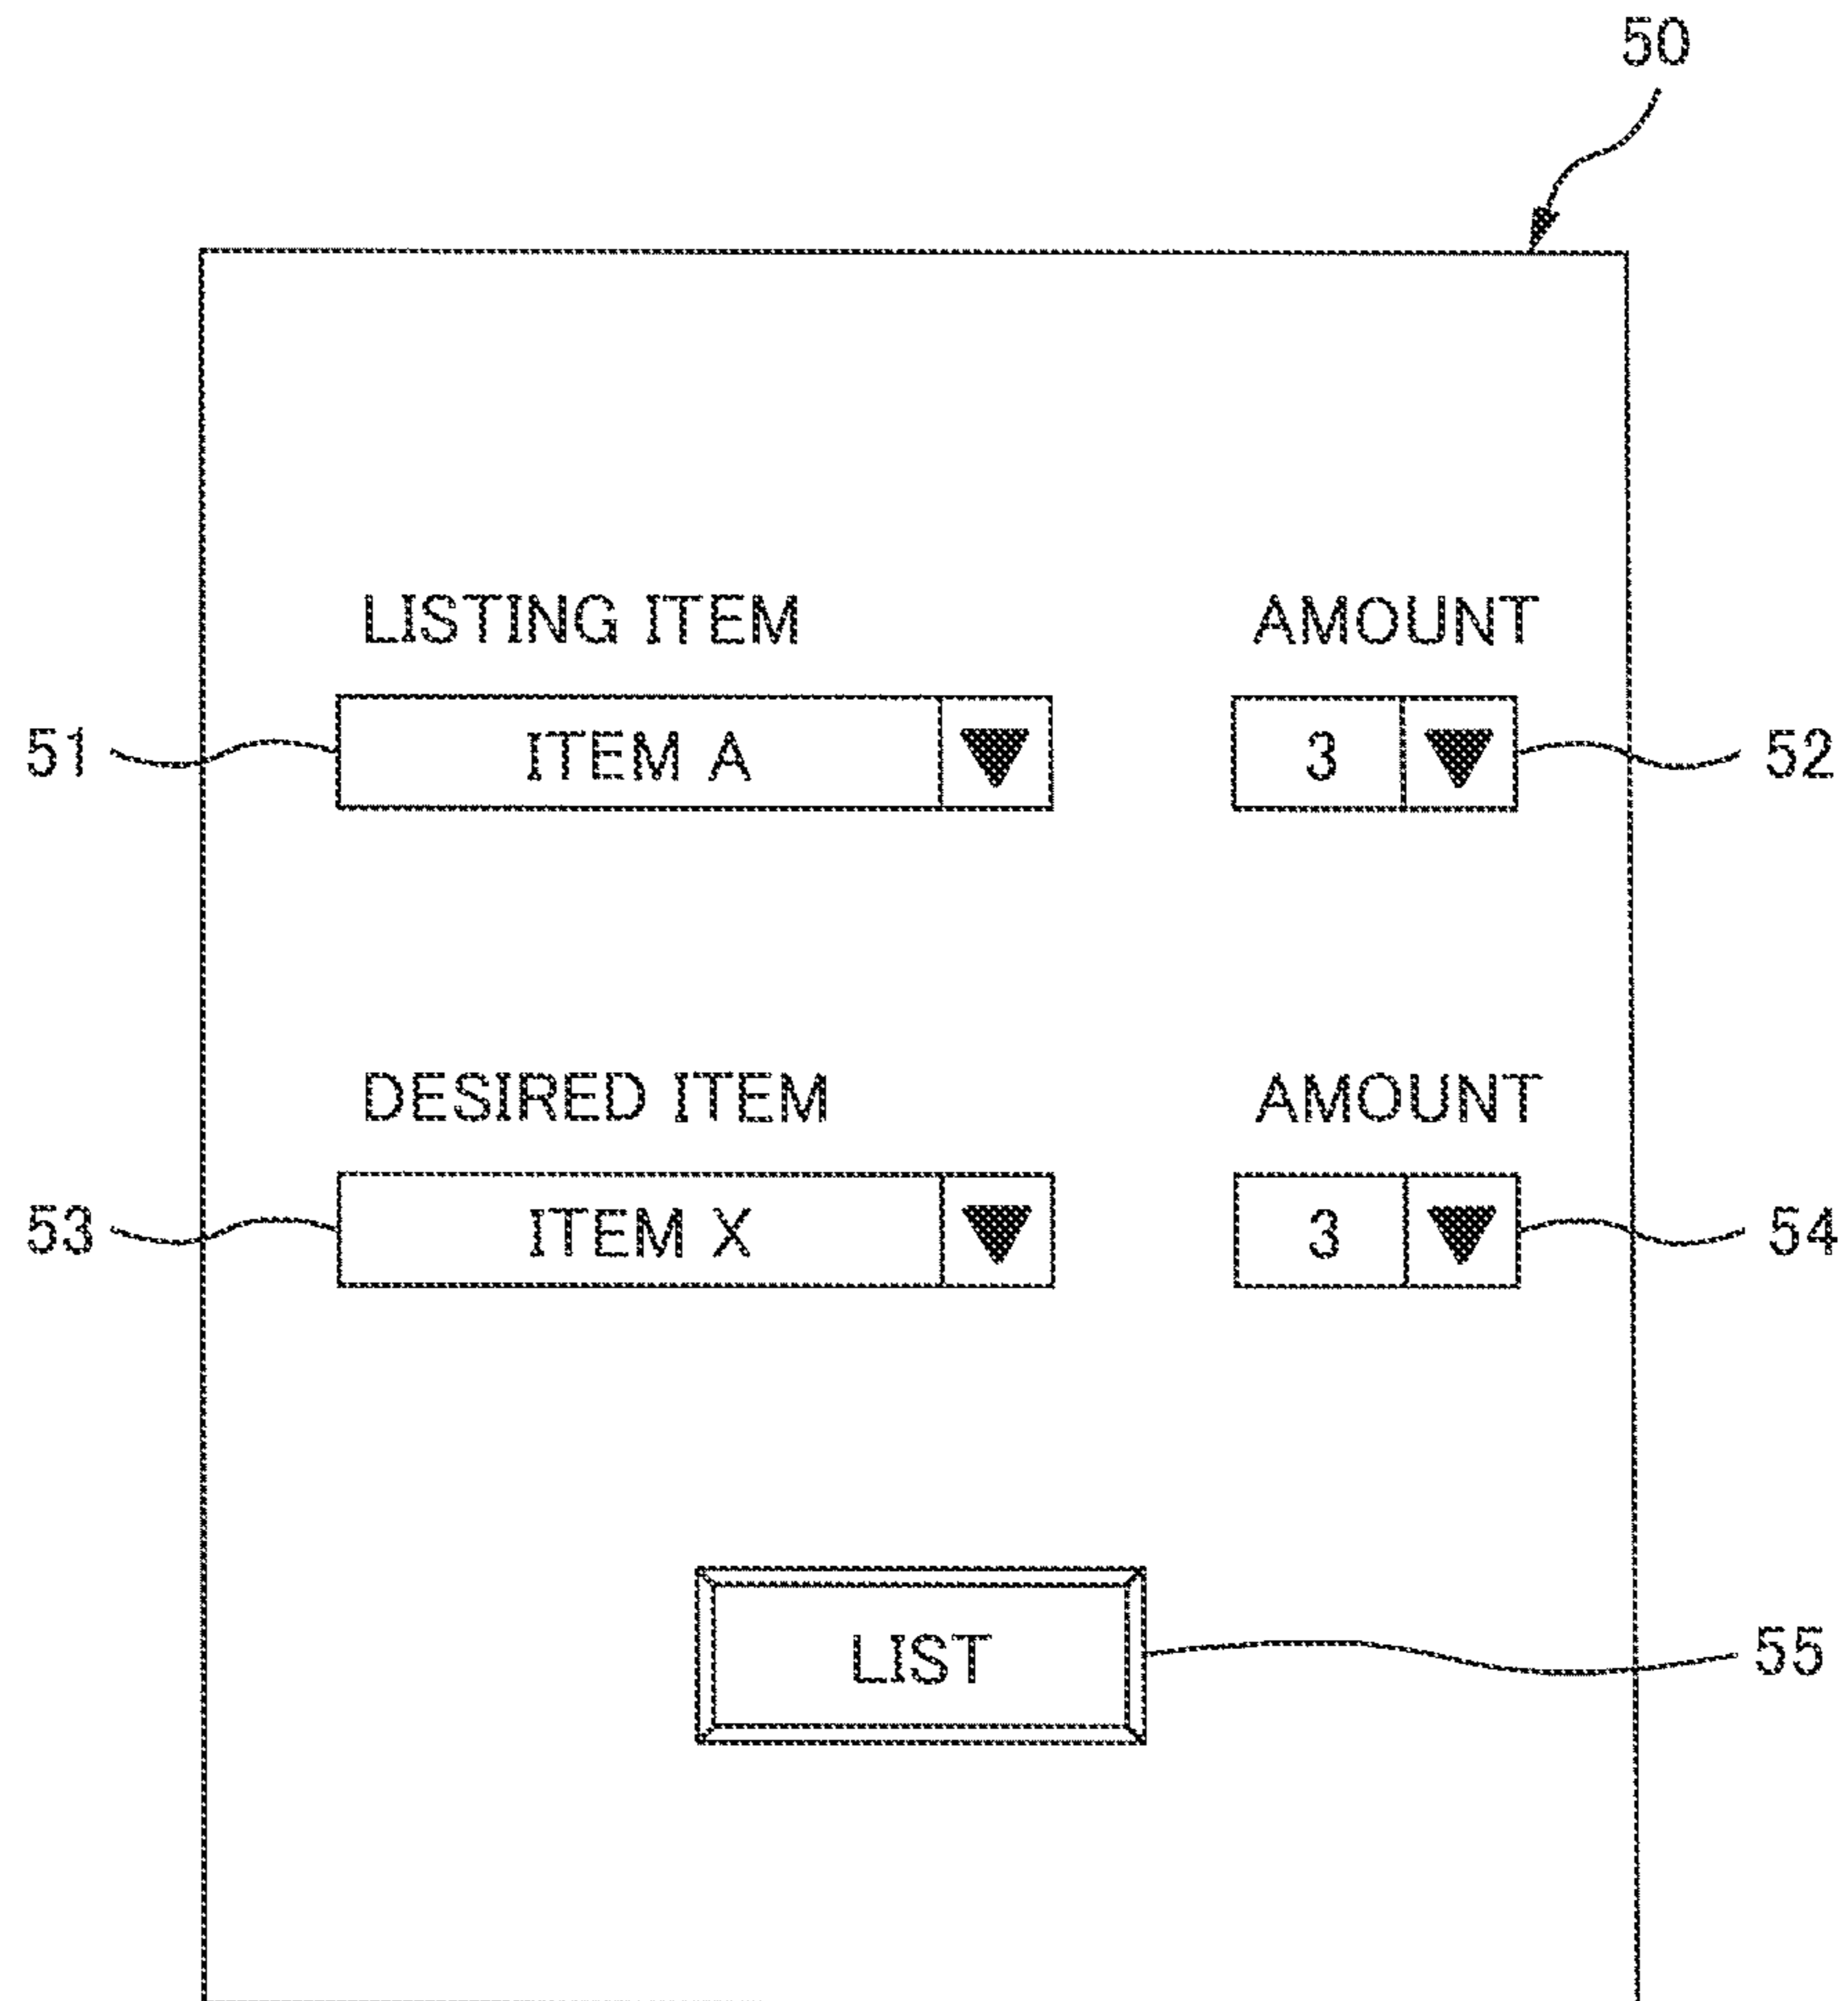 50
LISTING ITEM AMOUNT
51 ITEM A 3 52
DESIRED ITEM AMOUNT
53 ITEM X 3 54
LIST 55